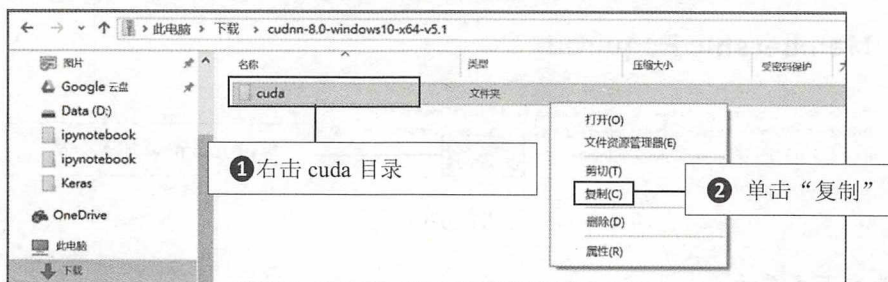 此电脑 > 下载 > cudnn-8.0-windows10-x64-v5.1
图片
Google 云盘
Data (D:)
ipynotebook
ipynotebook
Keras
OneDrive
此电脑
下载
名称 类型 压缩大小 受密码保护 大
cuda 文件夹
❶右击 cuda 目录
打开(O)
文件资源管理器(E)
剪切(T)
复制(C)
删除(D)
属性(R)
❷ 单击“复制”